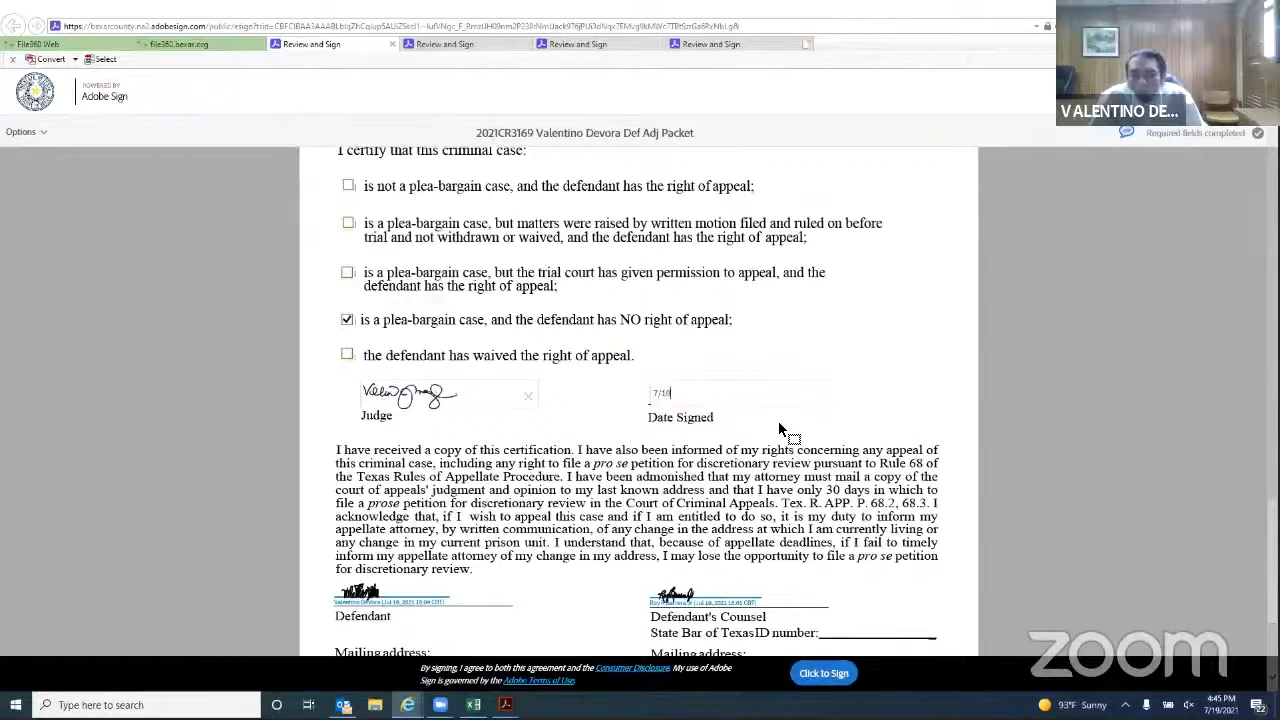 File360 Web
file360.bexar.org
Review and Sign
Review and Sign
Review and Sign
Review and Sign
Convert
Select
POWERED BY
Adobe Sign
VALENTINO DE...
Options
2021CR3169 Valentino Devora Def Adj Packet
Required fields completed
I certify that this criminal case:
is not a plea-bargain case, and the defendant has the right of appeal;
is a plea-bargain case, but matters were raised by written motion filed and ruled on before
trial and not withdrawn or waived, and the defendant has the right of appeal;
is a plea-bargain case, but the trial court has given permission to appeal, and the
defendant has the right of appeal;
is a plea-bargain case, and the defendant has NO right of appeal;
the defendant has waived the right of appeal.
7/18
Judge
Date Signed
I have received a copy of this certification. I have also been informed of my rights concerning any appeal of
this criminal case, including any right to file a pro se petition for discretionary review pursuant to Rule 68 of
the Texas Rules of Appellate Procedure. I have been admonished that my attorney must mail a copy of the
court of appeals' judgment and opinion to my last known address and that I have only 30 days in which to
file a prose petition for discretionary review in the Court of Criminal Appeals. Tex. R. APP. P. 68.2, 68.3. I
acknowledge that, if I wish to appeal this case and if I am entitled to do so, it is my duty to inform my
appellate attorney, by written communication, of any change in the address at which I am currently living or
any change in my current prison unit. I understand that, because of appellate deadlines, if I fail to timely
inform my appellate attorney of my change in my address, I may lose the opportunity to file a pro se petition
for discretionary review.
Defendant
Defendant's Counsel
State Bar of TexasID number:
Mailing address:
Mailing address:
By signing, I agree to both this agreement and the Consumer Disclosure. My use of Adobe
Sign is governed by the Adobe Terms of Use.
Click to Sign
zoom
Type here to search
93°F Sunny
4:45 PM
7/19/2021
22